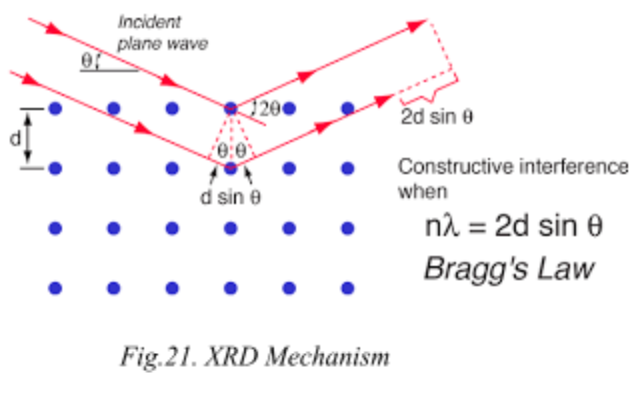 Incident
plane wave
θ
2θ
d
θ θ
d sin θ
2d sin θ
Constructive interference
when
nλ = 2d sin θ
Bragg's Law
Fig.21. XRD Mechanism